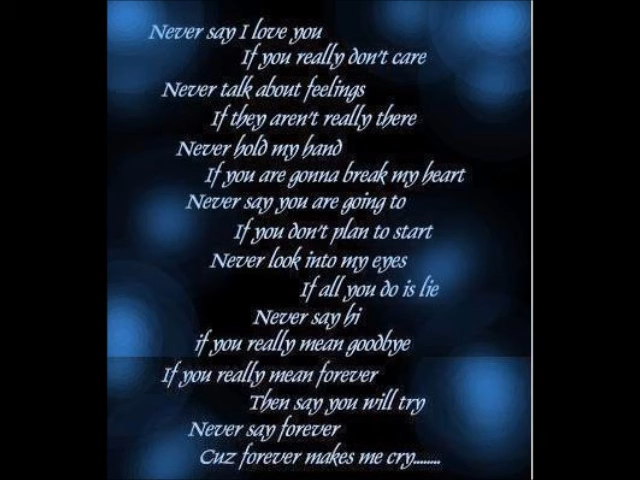 Never say I love you
If you really don't care
Never talk about feelings
If they aren't really there
Never hold my hand
If you are gonna break my heart
Never say you are going to
If you don't plan to start
Never look into my eyes
If all you do is lie
Never say hi
if you really mean goodbye
If you really mean forever
Then say you will try
Never say forever
Cuz forever makes me cry........